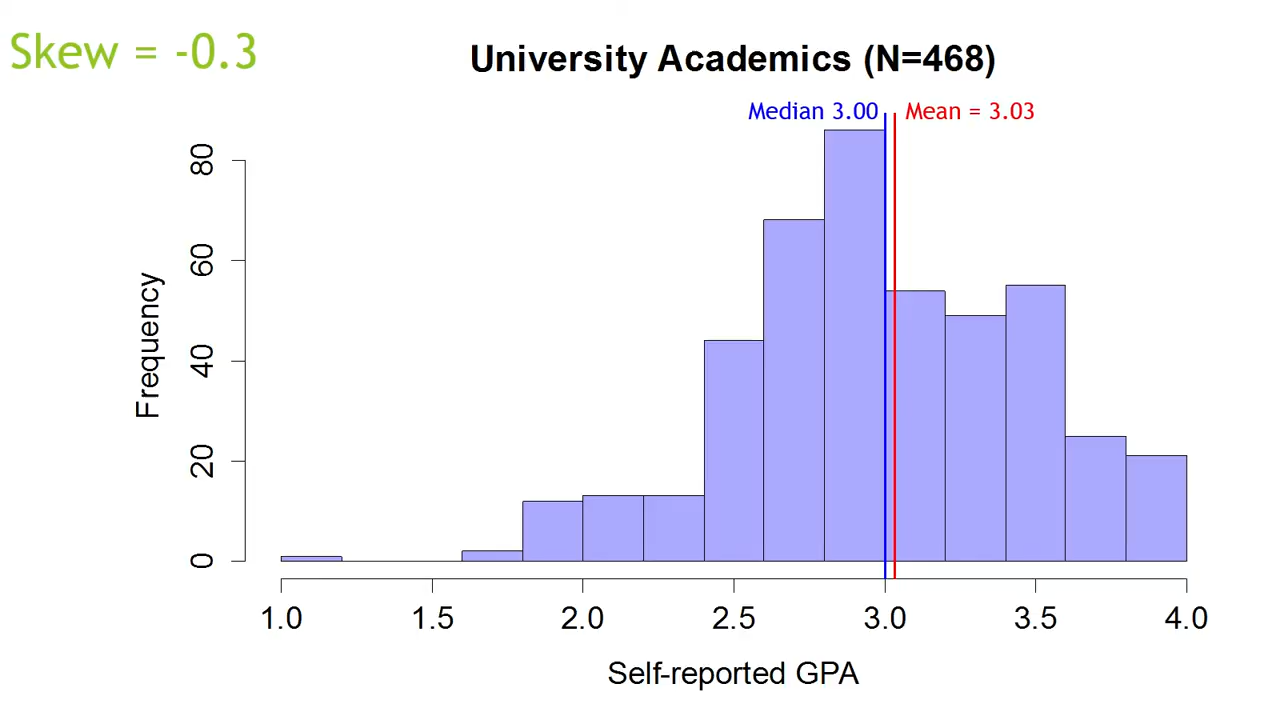 Skew = -0.3
University Academics (N=468)
Median 3.00
Mean = 3.03
Frequency
80
60
40
20
0
1.0
1.5
2.0
2.5
3.0
3.5
4.0
Self-reported GPA